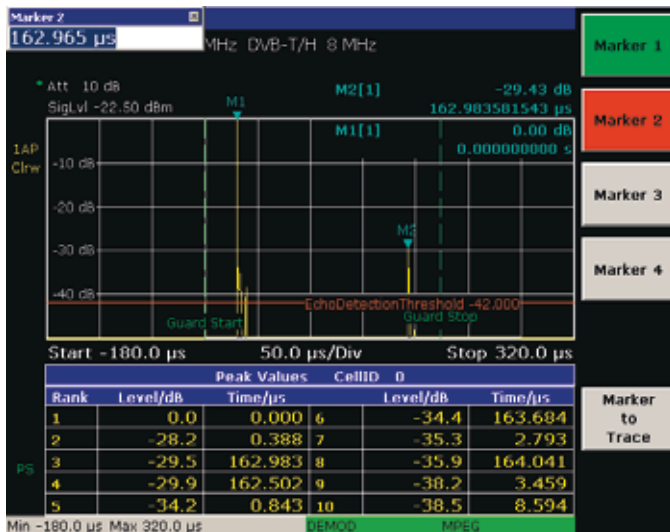 Marker 2
162.965 µs
MHz DVB-T/H 8 MHz
* Att 10 dB
SigLvl -22.50 dBm
M1
M2[1] -29.43 dB
162.983581543 µs
M1[1] 0.00 dB
0.000000000 s
1AP
Clrw
-10 dB
-20 dB
-30 dB
-40 dB
M2
EchoDetectionThreshold -42.000
Guard Start
Guard Stop
Start -180.0 µs 50.0 µs/Div Stop 320.0 µs
Peak Values CellID 0
Rank Level/dB Time/µs Level/dB Time/µs
1 0.0 0.000 6 -34.4 163.684
2 -28.2 0.388 7 -35.3 2.793
3 -29.5 162.983 8 -35.9 164.041
4 -29.9 162.502 9 -38.2 3.459
5 -34.2 0.843 10 -38.5 8.594
PS
Min -180.0 µs Max 320.0 µs DEMOD MPEG
Marker 1
Marker 2
Marker 3
Marker 4
Marker
to
Trace